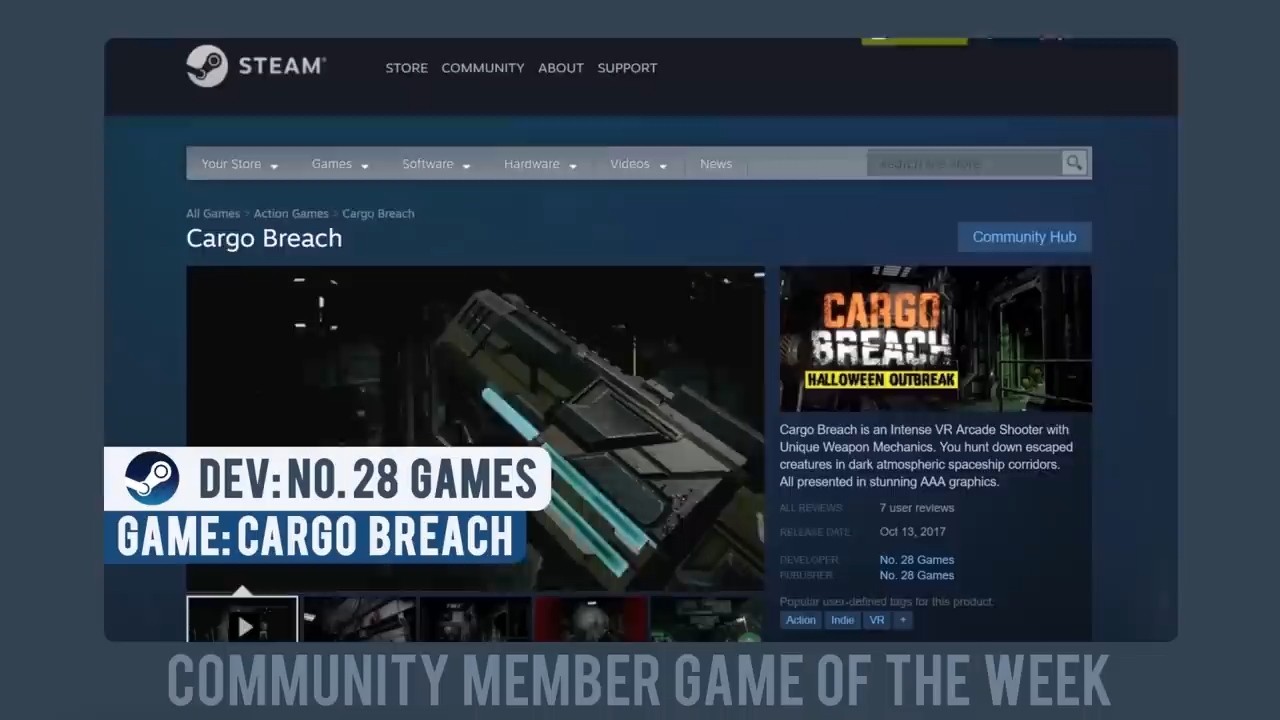 STEAM
STORE COMMUNITY ABOUT SUPPORT
Your Store Games Software Hardware Videos News search the store
All Games > Action Games > Cargo Breach
Cargo Breach
Community Hub
CARGO
BREACH
HALLOWEEN OUTBREAK
Cargo Breach is an Intense VR Arcade Shooter with
Unique Weapon Mechanics. You hunt down escaped
creatures in dark atmospheric spaceship corridors.
All presented in stunning AAA graphics.
ALL REVIEWS: 7 user reviews
RELEASE DATE: Oct 13, 2017
DEVELOPER: No. 28 Games
PUBLISHER: No. 28 Games
Popular user-defined tags for this product:
Action Indie VR +
DEV: NO. 28 GAMES
GAME: CARGO BREACH
COMMUNITY MEMBER GAME OF THE WEEK